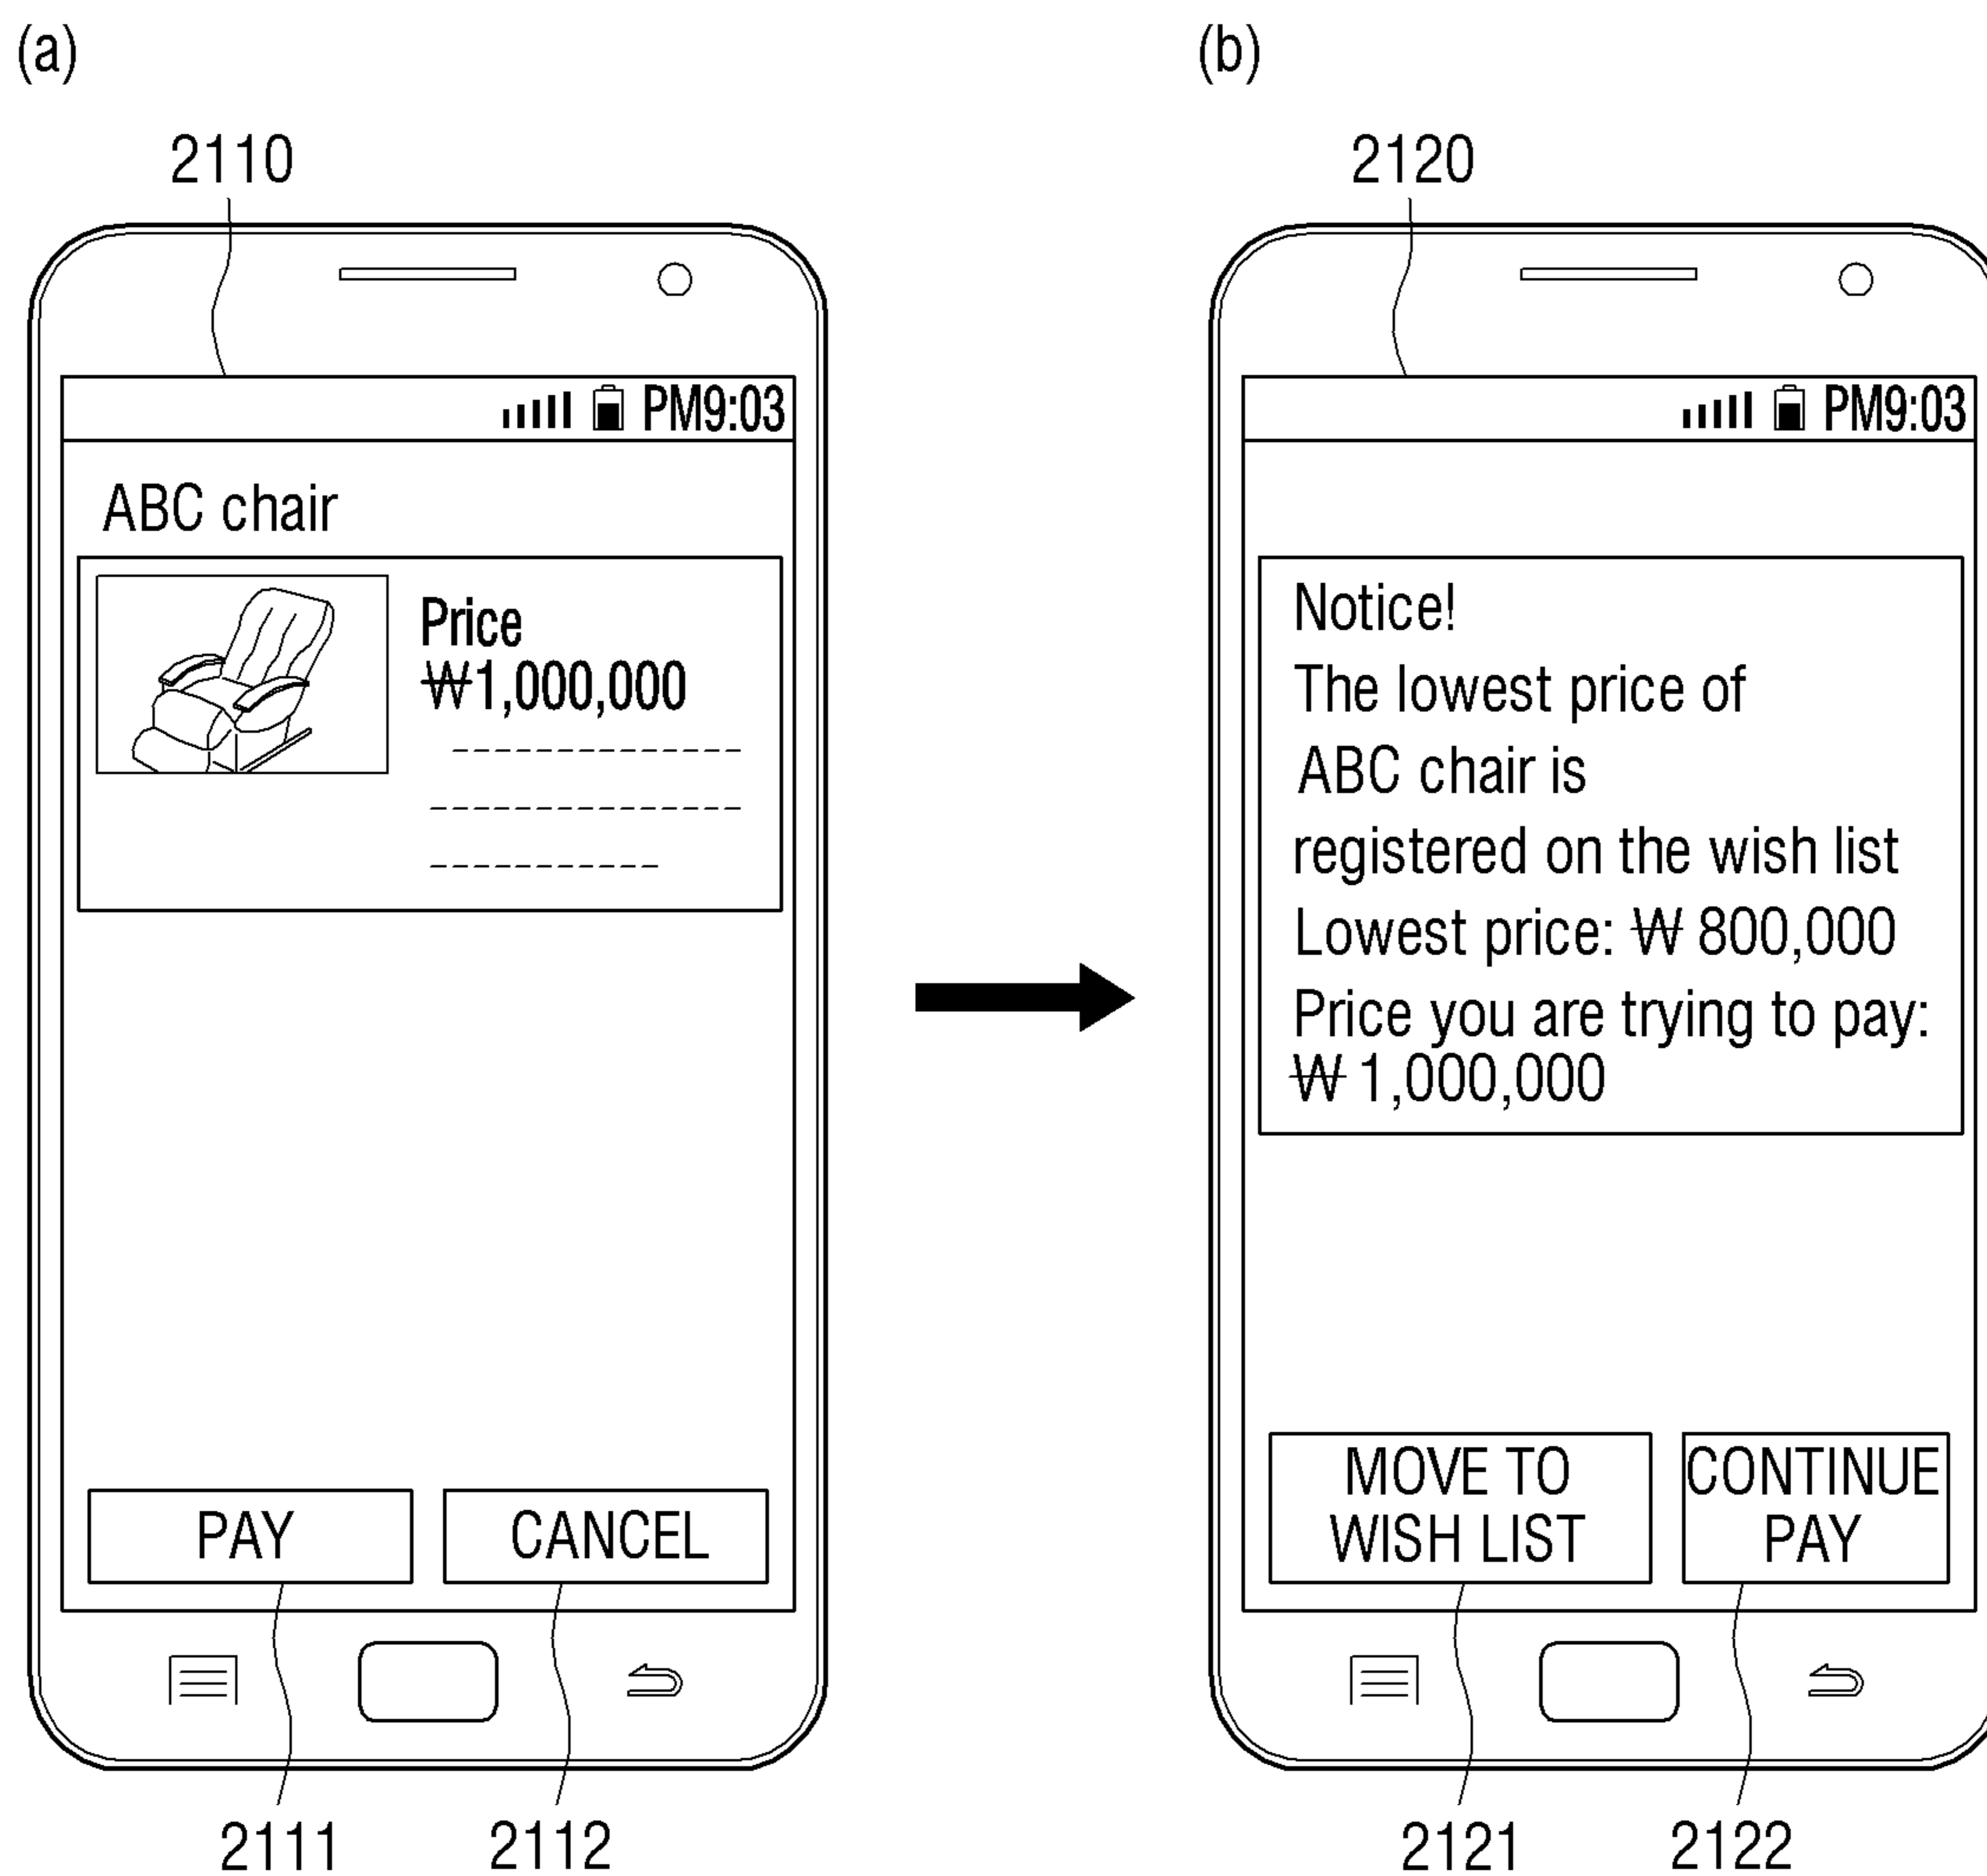 (a)
2110
PM9:03
ABC chair
Price
₩1,000,000
PAY
CANCEL
2111
2112
(b)
2120
PM9:03
Notice!
The lowest price of
ABC chair is
registered on the wish list
Lowest price: ₩ 800,000
Price you are trying to pay:
₩ 1,000,000
MOVE TO
WISH LIST
CONTINUE
PAY
2121
2122